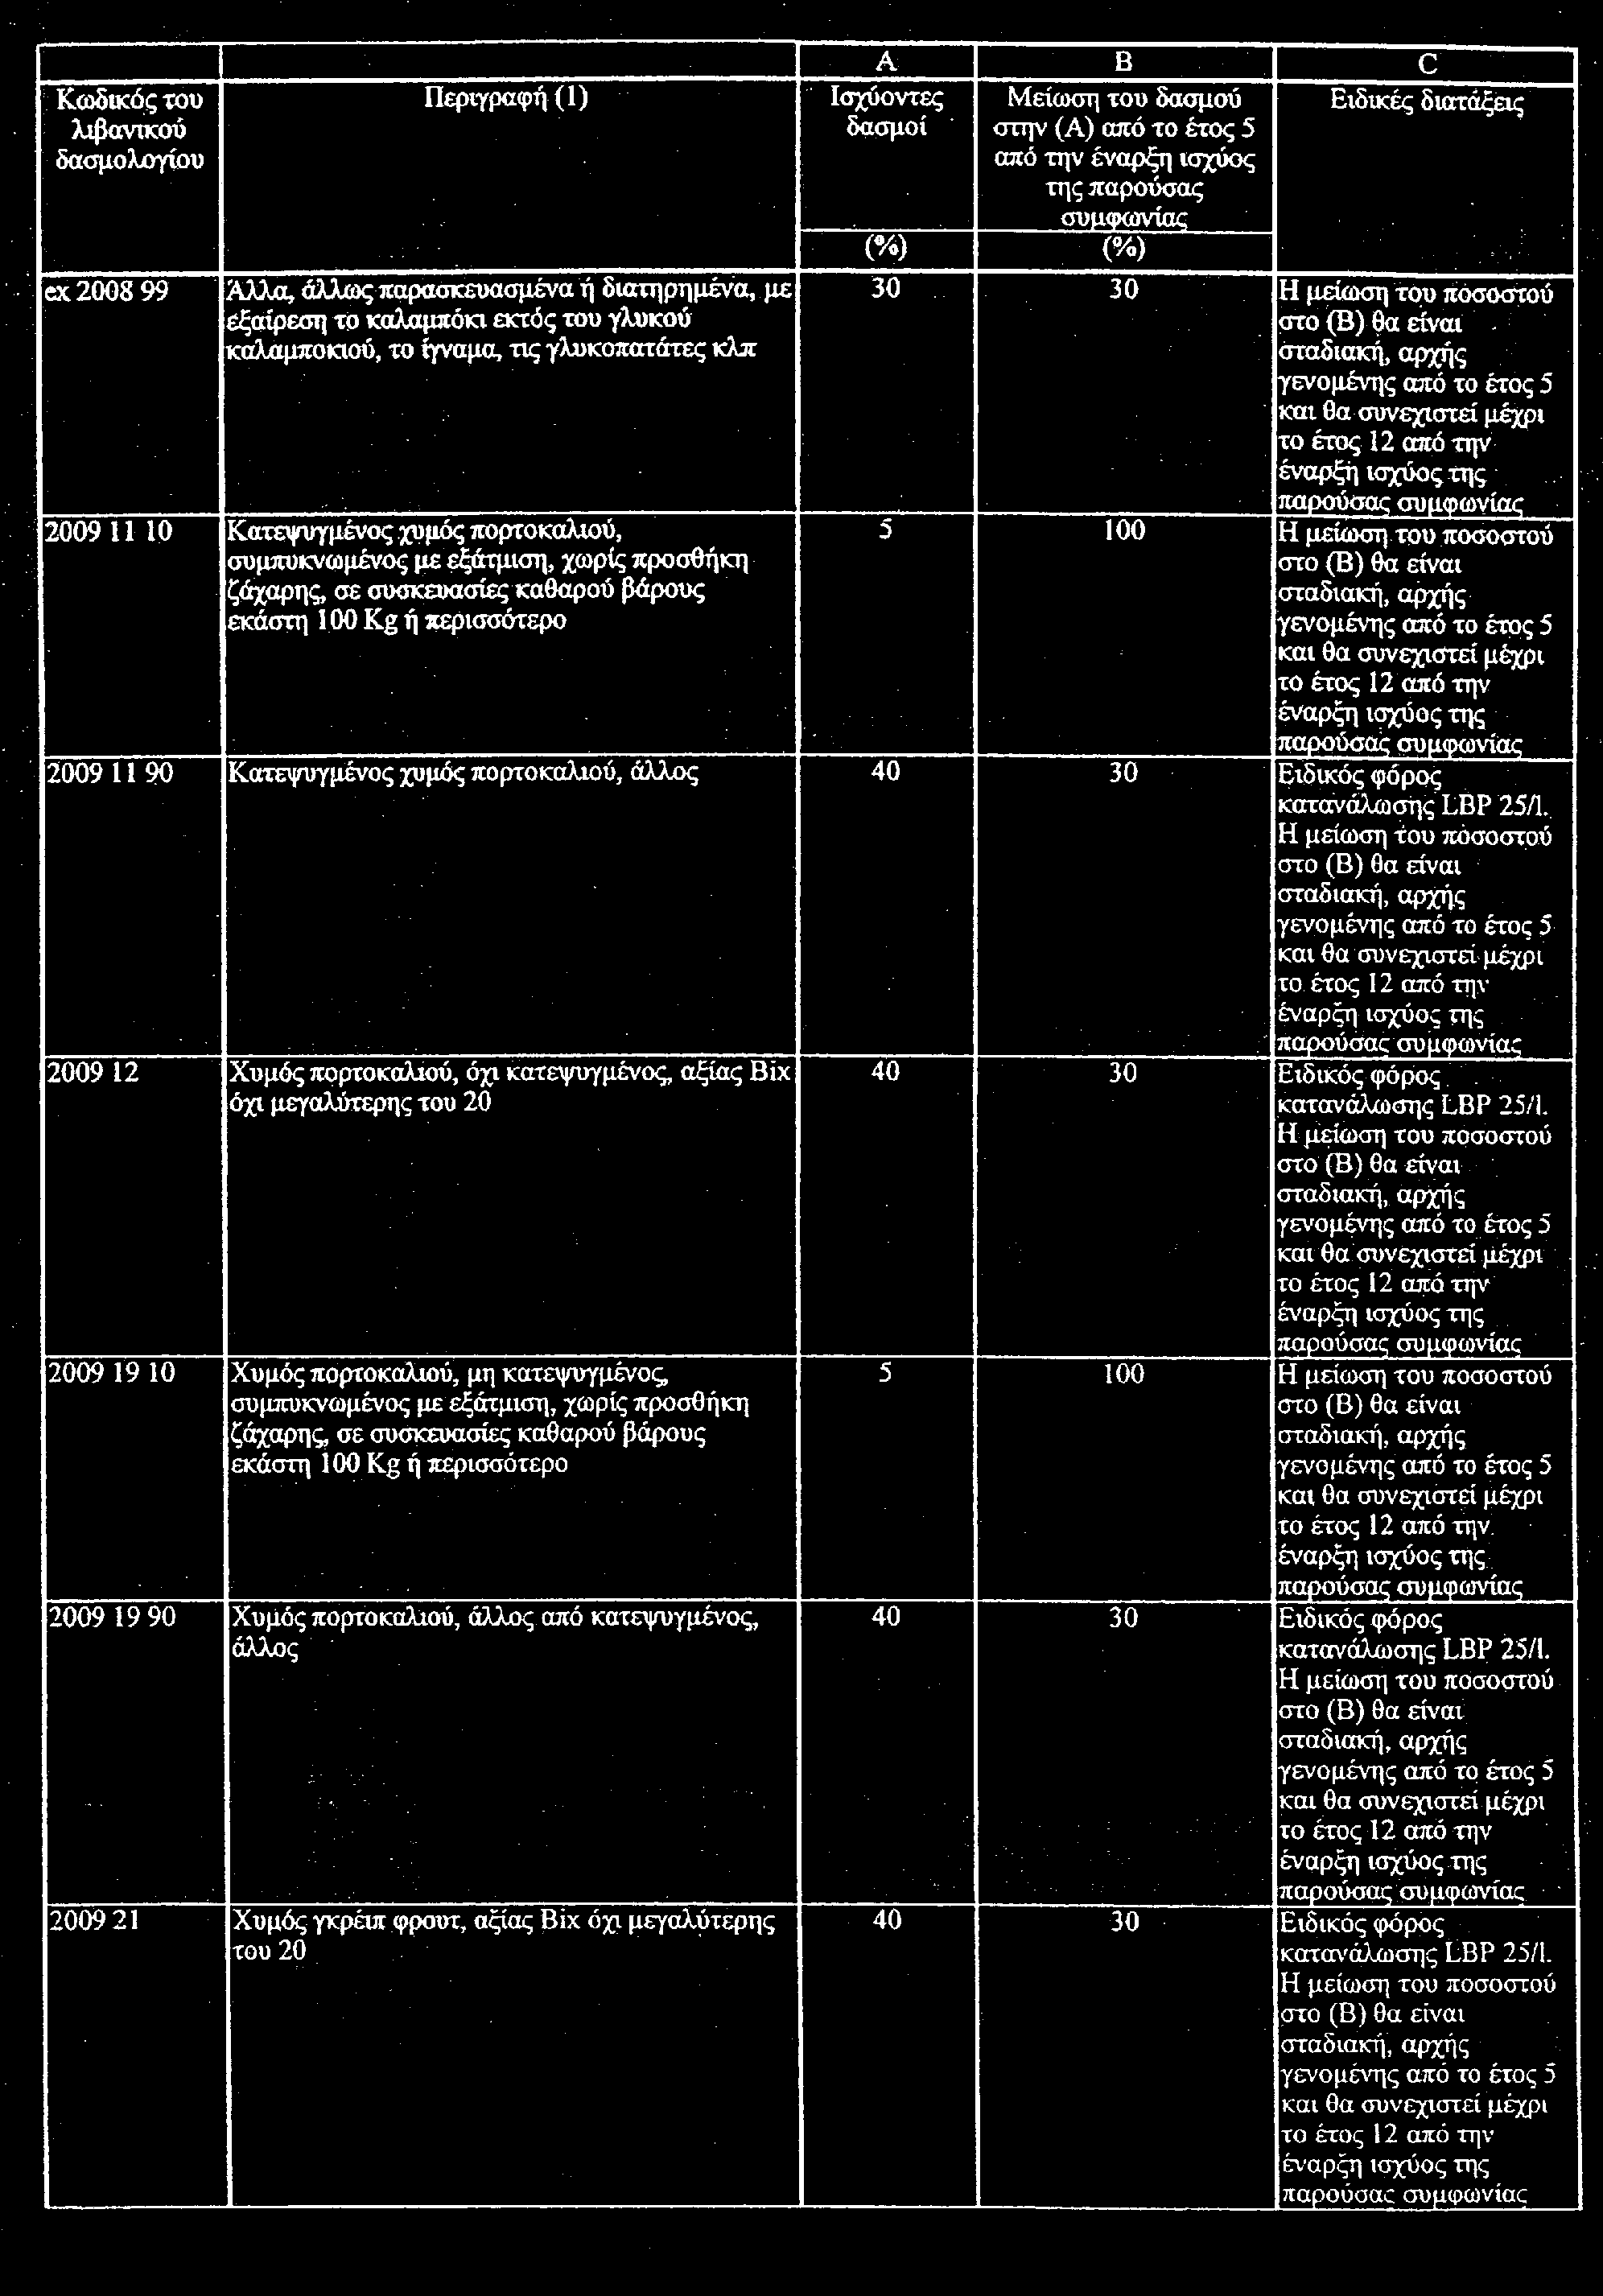 A B C
Κωδικός του
λιβανικού
δασμολογίου
Περιγραφή (1)
Ισχύοντες
δασμοί
(%)
Μείωση του δασμού
στην (Α) από το έτος 5
από την έναρξη ισχύος
της παρούσας
συμφωνίας
(%)
Ειδικές διατάξεις
ex 2008 99
Άλλα, άλλως παρασκευασμένα ή διατηρημένα, με
εξαίρεση το καλαμπόκι εκτός του γλυκού
καλαμποκιού, το ίγναμα, τις γλυκοπατάτες κλπ
30
30
Η μείωση του ποσοστού
στο (Β) θα είναι
σταδιακή, αρχής
γενομένης από το έτος 5
και θα συνεχιστεί μέχρι
το έτος 12 από την
έναρξη ισχύος της
παρούσας συμφωνίας
2009 11 10
Κατεψυγμένος χυμός πορτοκαλιού,
συμπυκνωμένος με εξάτμιση, χωρίς προσθήκη
ζάχαρης, σε συσκευασίες καθαρού βάρους
εκάστη 100 Kg ή περισσότερο
5
100
Η μείωση του ποσοστού
στο (Β) θα είναι
σταδιακή, αρχής
γενομένης από το έτος 5
και θα συνεχιστεί μέχρι
το έτος 12 από την
έναρξη ισχύος της
παρούσας συμφωνίας
2009 11 90
Κατεψυγμένος χυμός πορτοκαλιού, άλλος
40
30
Ειδικός φόρος
κατανάλωσης LBP 25/l.
Η μείωση του ποσοστού
στο (Β) θα είναι
σταδιακή, αρχής
γενομένης από το έτος 5
και θα συνεχιστεί μέχρι
το έτος 12 από την
έναρξη ισχύος της
παρούσας συμφωνίας
2009 12
Χυμός πορτοκαλιού, όχι κατεψυγμένος, αξίας Bix
όχι μεγαλύτερης του 20
40
30
Ειδικός φόρος
κατανάλωσης LBP 25/l.
Η μείωση του ποσοστού
στο (Β) θα είναι
σταδιακή, αρχής
γενομένης από το έτος 5
και θα συνεχιστεί μέχρι
το έτος 12 από την
έναρξη ισχύος της
παρούσας συμφωνίας
2009 19 10
Χυμός πορτοκαλιού, μη κατεψυγμένος,
συμπυκνωμένος με εξάτμιση, χωρίς προσθήκη
ζάχαρης, σε συσκευασίες καθαρού βάρους
εκάστη 100 Kg ή περισσότερο
5
100
Η μείωση του ποσοστού
στο (Β) θα είναι
σταδιακή, αρχής
γενομένης από το έτος 5
και θα συνεχιστεί μέχρι
το έτος 12 από την
έναρξη ισχύος της
παρούσας συμφωνίας
2009 19 90
Χυμός πορτοκαλιού, άλλος από κατεψυγμένος,
άλλος
40
30
Ειδικός φόρος
κατανάλωσης LBP 25/l.
Η μείωση του ποσοστού
στο (Β) θα είναι
σταδιακή, αρχής
γενομένης από το έτος 5
και θα συνεχιστεί μέχρι
το έτος 12 από την
έναρξη ισχύος της
παρούσας συμφωνίας
2009 21
Χυμός γκρέιπ φρουτ, αξίας Bix όχι μεγαλύτερης
του 20
40
30
Ειδικός φόρος
κατανάλωσης LBP 25/l.
Η μείωση του ποσοστού
στο (Β) θα είναι
σταδιακή, αρχής
γενομένης από το έτος 5
και θα συνεχιστεί μέχρι
το έτος 12 από την
έναρξη ισχύος της
παρούσας συμφωνίας